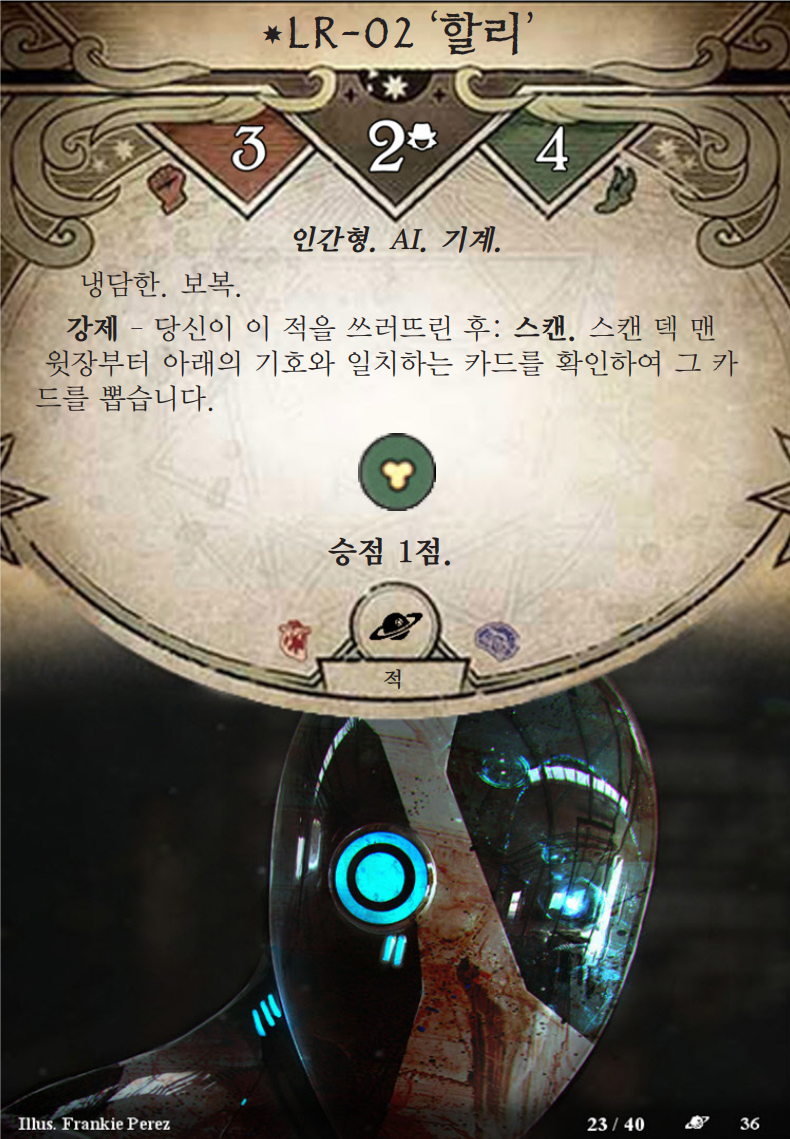 LR-02 '할리'
3 2 4
인간형. AI. 기계.
냉담한. 보복.
강제 – 당신이 이 적을 쓰러뜨린 후: 스캔. 스캔 덱 맨
윗장부터 아래의 기호와 일치하는 카드를 확인하여 그 카
드를 뽑습니다.
승점 1점.
적
Illus. Frankie Perez 23 / 40 36